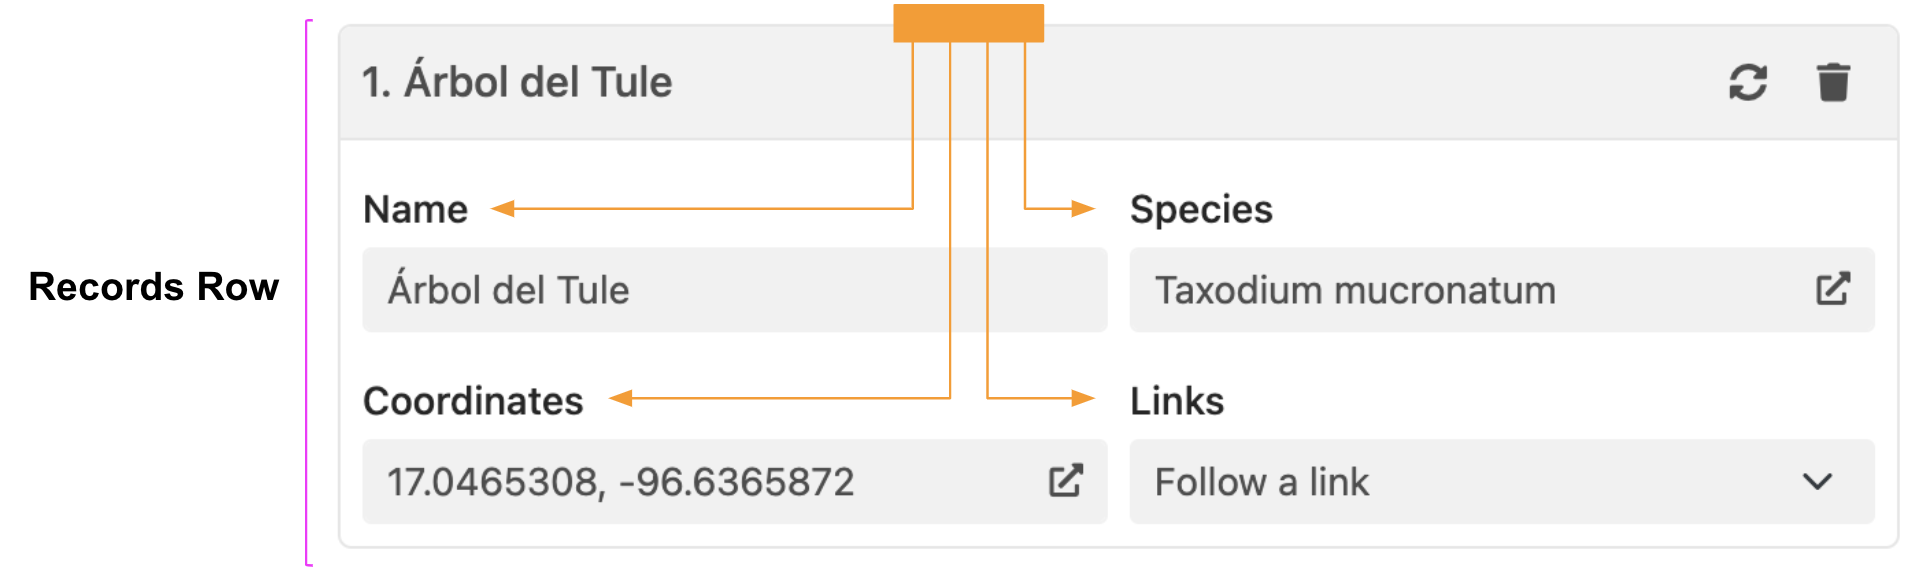 1. Árbol del Tule
Records Row
Name
Species
Árbol del Tule
Taxodium mucronatum
Coordinates
Links
17.0465308, -96.6365872
Follow a link